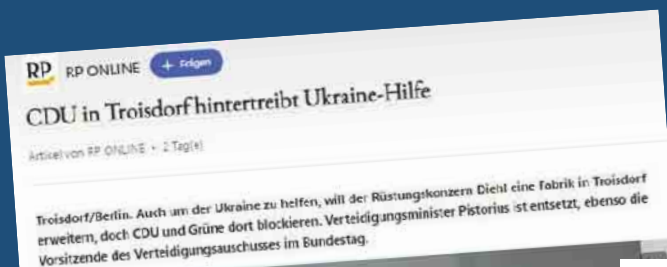 RP RP ONLINE + Folgen
CDU in Troisdorf hintertreibt Ukraine-Hilfe
Artikel von RP ONLINE • 2 Tag(e)
Troisdorf/Berlin. Auch um der Ukraine zu helfen, will der Rüstungskonzern Diehl eine Fabrik in Troisdorf
erweitern, doch CDU und Grüne dort blockieren. Verteidigungsminister Pistorius ist entsetzt, ebenso die
Vorsitzende des Verteidigungsauschusses im Bundestag.